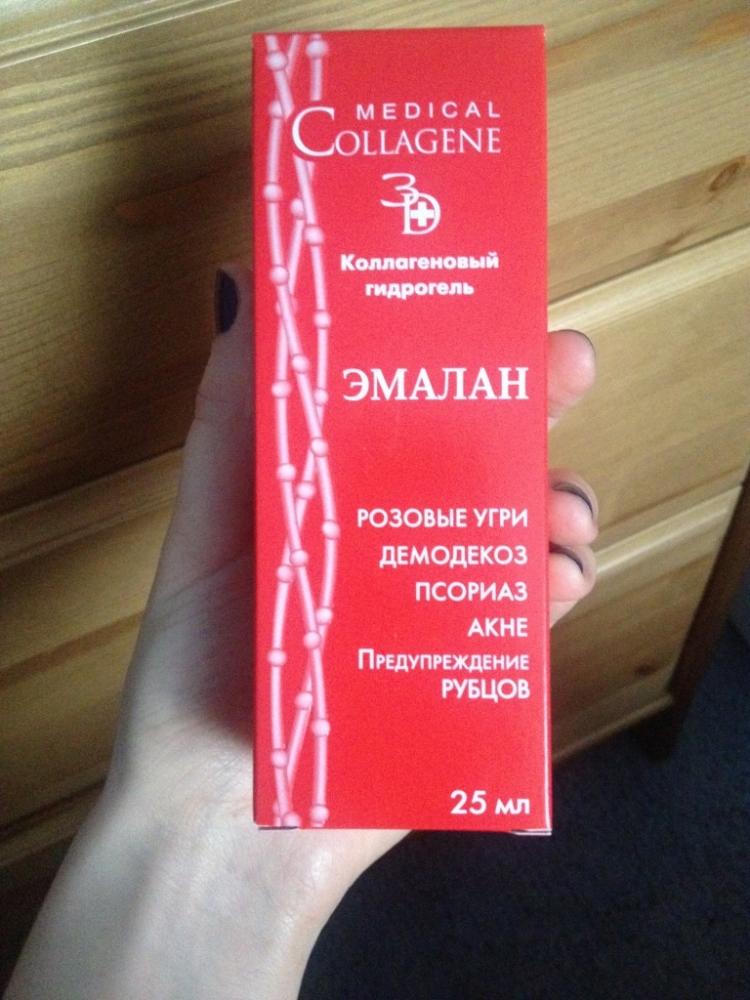 MEDICAL
COLLAGENE
3D
Коллагеновый
гидрогель
ЭМАЛАН
РОЗОВЫЕ УГРИ
ДЕМОДЕКОЗ
ПСОРИАЗ
АКНЕ
ПРЕДУПРЕЖДЕНИЕ
РУБЦОВ
25 мл